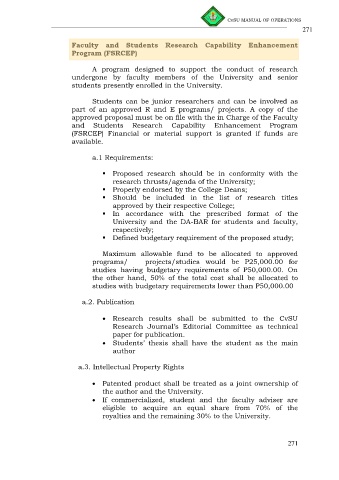 CvSU MANUAL OF OPERATIONS
271
Faculty and Students Research Capability Enhancement
Program (FSRCEP)
A program designed to support the conduct of research
undergone by faculty members of the University and senior
students presently enrolled in the University.
Students can be junior researchers and can be involved as
part of an approved R and E programs/ projects. A copy of the
approved proposal must be on file with the in Charge of the Faculty
and Students Research Capability Enhancement Program
(FSRCEP) Financial or material support is granted if funds are
available.
a.1 Requirements:
▪ Proposed research should be in conformity with the
research thrusts/agenda of the University;
▪ Properly endorsed by the College Deans;
▪ Should be included in the list of research titles
approved by their respective College;
▪ In accordance with the prescribed format of the
University and the DA-BAR for students and faculty,
respectively;
▪ Defined budgetary requirement of the proposed study;
Maximum allowable fund to be allocated to approved
programs/ projects/studies would be P25,000.00 for
studies having budgetary requirements of P50,000.00. On
the other hand, 50% of the total cost shall be allocated to
studies with budgetary requirements lower than P50,000.00
a.2. Publication
• Research results shall be submitted to the CvSU
Research Journal's Editorial Committee as technical
paper for publication.
• Students' thesis shall have the student as the main
author
a.3. Intellectual Property Rights
• Patented product shall be treated as a joint ownership of
the author and the University.
• If commercialized, student and the faculty adviser are
eligible to acquire an equal share from 70% of the
royalties and the remaining 30% to the University.
271